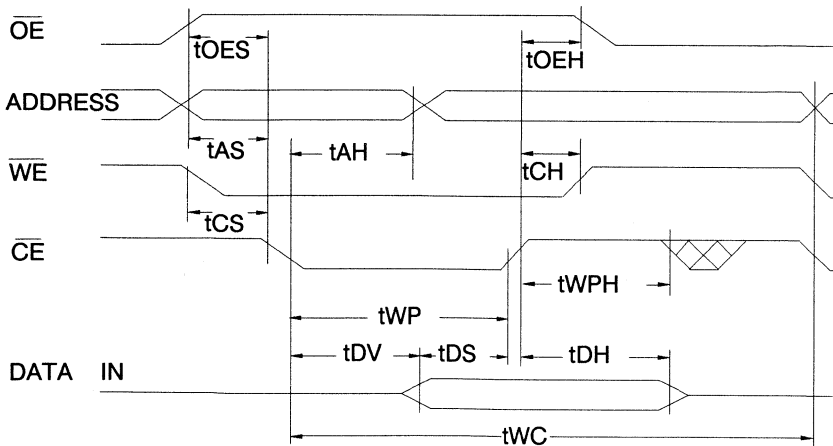 OE
tOES
tOEH
ADDRESS
tAS
tAH
WE
tCH
tCS
CE
tWPH
tWP
tDV
tDS
tDH
DATA IN
tWC